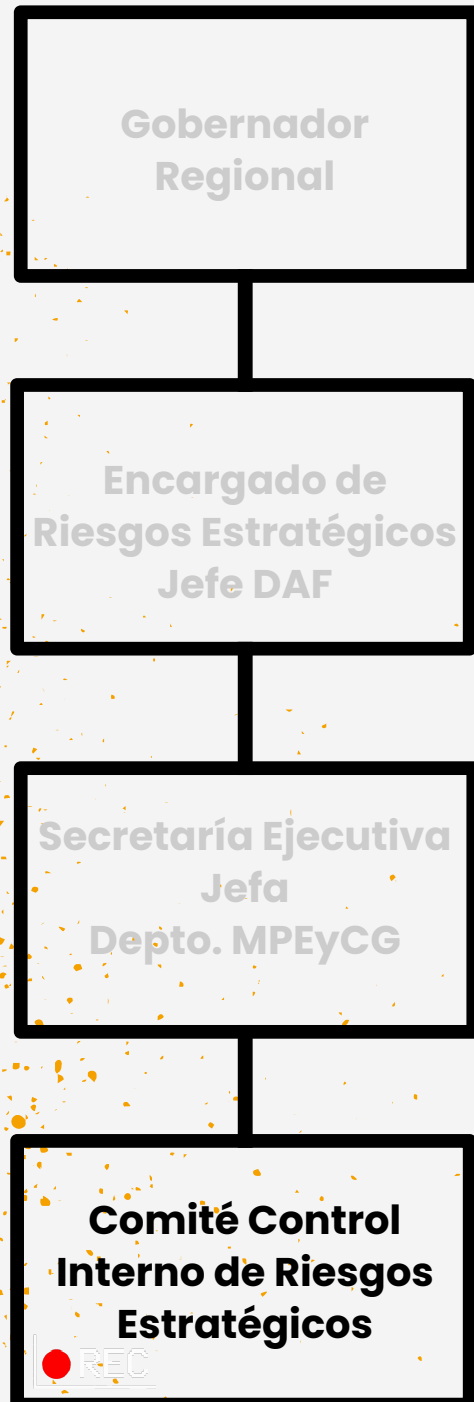 Gobernador
Regional
Encargado de
Riesgos Estratégicos
Jefe DAF
Secretaría Ejecutiva
Jefa
Depto. MPEyCG
Comité Control
Interno de Riesgos
Estratégicos
REC